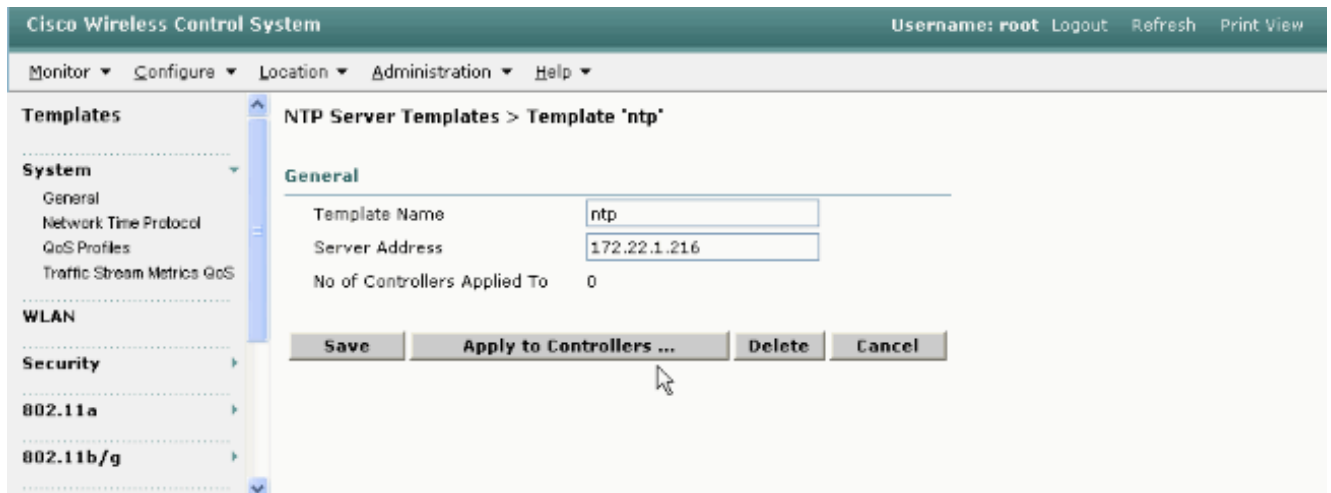 Cisco Wireless Control System
Username: root Logout Refresh Print View
Monitor Configure Location Administration Help
Templates
System
General
Network Time Protocol
QoS Profiles
Traffic Stream Metrics QoS
WLAN
Security
802.11a
802.11b/g
NTP Server Templates > Template 'ntp'
General
Template Name ntp
Server Address 172.22.1.216
No of Controllers Applied To 0
Save Apply to Controllers ... Delete Cancel